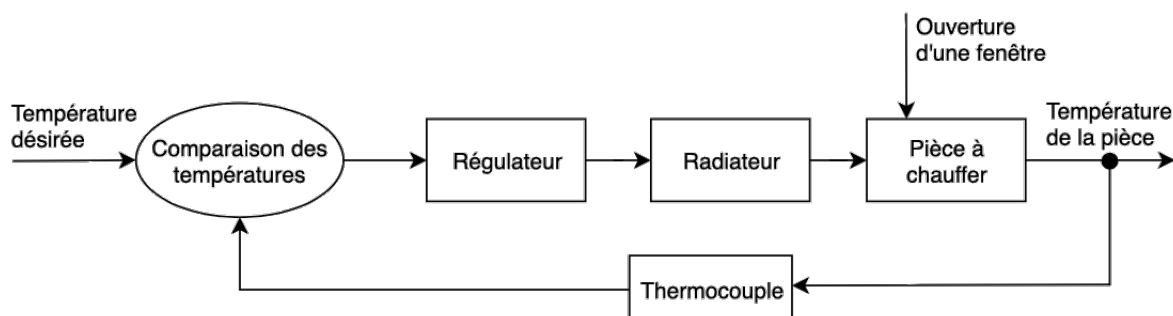 Ouverture
d'une fenêtre
Température
désirée
Comparaison des
températures
Régulateur
Radiateur
Pièce à
chauffer
Température
de la pièce
Thermocouple